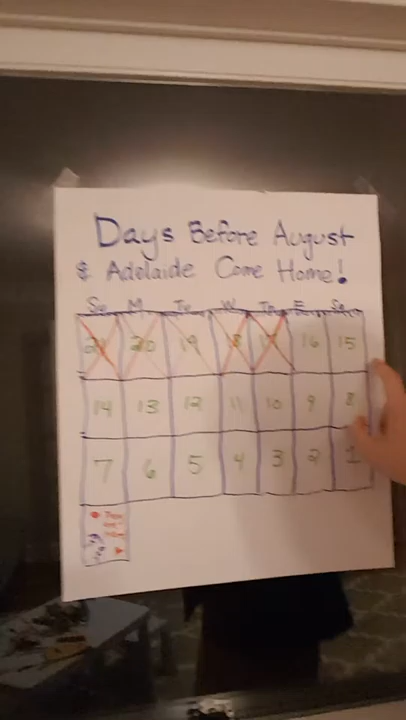 Days Before August
& Adelaide Come Home!
Su M Tu W Th F Sa
21 20 19 18 17 16 15
14 13 12 11 10 9 8
7 6 5 4 3 2 1